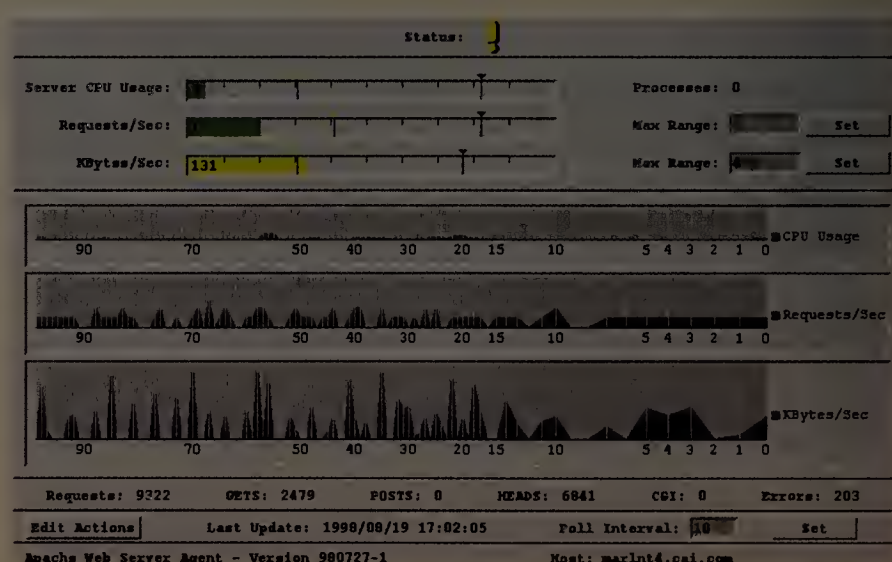 Status:
Server CPU Usage: Processes: 0
Requests/Sec: Max Range: Set
KBytes/Sec: 131 Max Range: Set
CPU Usage
90 70 50 40 30 20 15 10 5 4 3 2 1 0
Requests/Sec
90 70 50 40 30 20 15 10 5 4 3 2 1 0
KBytes/Sec
90 70 50 40 30 20 15 10 5 4 3 2 1 0
Requests: 9322 GETS: 2479 POSTS: 0 HEADS: 6841 CGI: 0 Errors: 203
Edit Actions Last Update: 1998/08/19 17:02:05 Poll Interval: 10 Set
Apache Web Server Agent - Version 980727-1 Host: marlnt4.cai.com